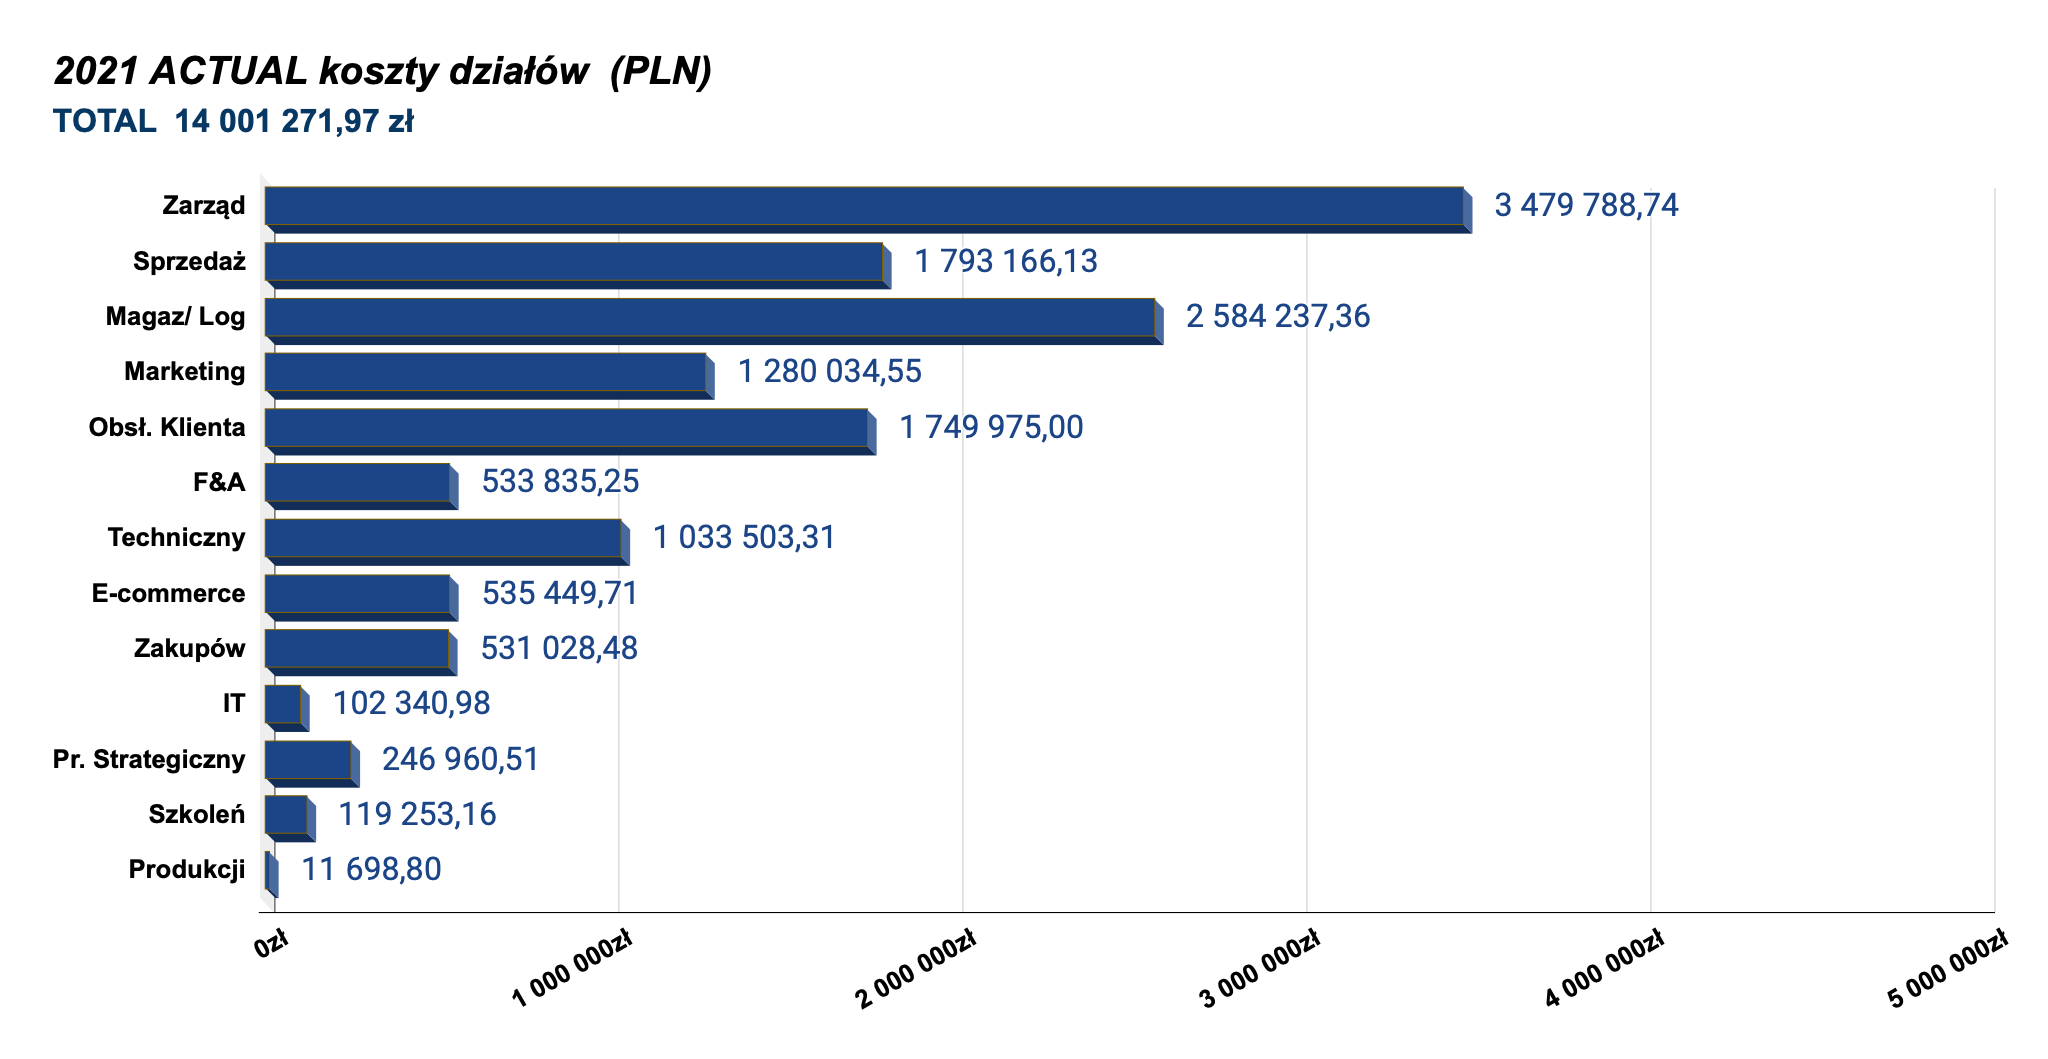 2021 ACTUAL koszty działów (PLN)
TOTAL 14 001 271,97 zł
Zarząd 3 479 788,74
Sprzedaż 1 793 166,13
Magaz/ Log 2 584 237,36
Marketing 1 280 034,55
Obsł. Klienta 1 749 975,00
F&A 533 835,25
Techniczny 1 033 503,31
E-commerce 535 449,71
Zakupów 531 028,48
IT 102 340,98
Pr. Strategiczny 246 960,51
Szkoleń 119 253,16
Produkcji 11 698,80
0zł 1 000 000zł 2 000 000zł 3 000 000zł 4 000 000zł 5 000 000zł